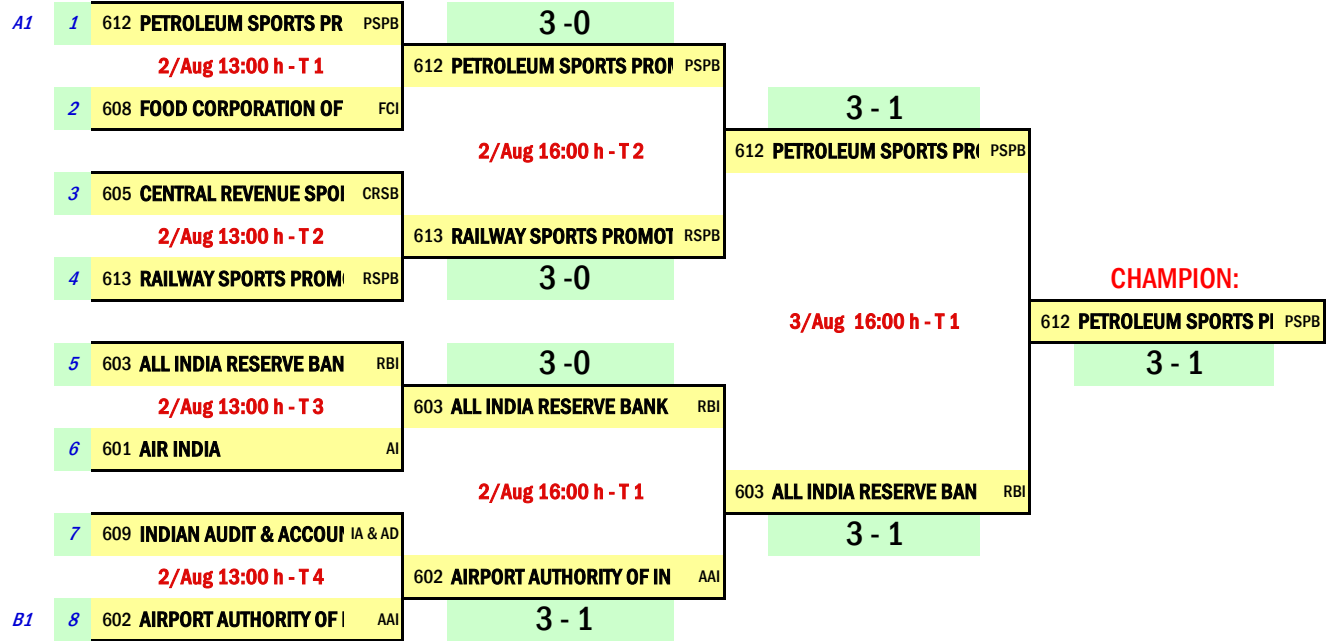 A1 1 612 PETROLEUM SPORTS PR PSPB 3 -0
2/Aug 13:00 h - T 1 612 PETROLEUM SPORTS PROM PSPB
2 608 FOOD CORPORATION OF FCI 3 - 1
2/Aug 16:00 h - T 2 612 PETROLEUM SPORTS PR( PSPB
3 605 CENTRAL REVENUE SPOI CRSB
2/Aug 13:00 h - T 2 613 RAILWAY SPORTS PROMOT RSPB
4 613 RAILWAY SPORTS PROM RSPB 3 -0 CHAMPION:
3/Aug 16:00 h - T 1 612 PETROLEUM SPORTS PI PSPB
5 603 ALL INDIA RESERVE BAN RBI 3 -0 3 - 1
2/Aug 13:00 h - T 3 603 ALL INDIA RESERVE BANK RBI
6 601 AIR INDIA AI
2/Aug 16:00 h - T 1 603 ALL INDIA RESERVE BAN RBI
7 609 INDIAN AUDIT & ACCOUN IA & AD 3 - 1
2/Aug 13:00 h - T 4 602 AIRPORT AUTHORITY OF IN AAI
B1 8 602 AIRPORT AUTHORITY OF I AAI 3 - 1